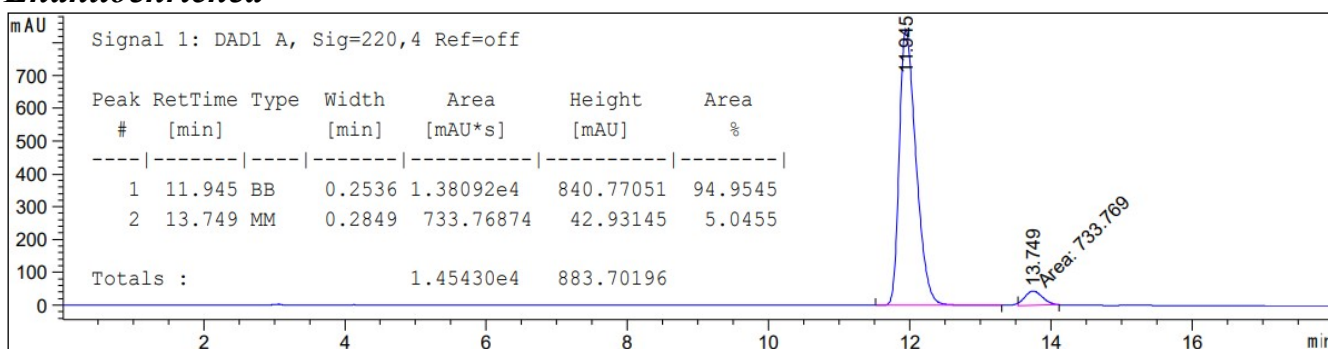 Enantioenriched
mAU
Signal 1: DAD1 A, Sig=220,4 Ref=off
Peak RetTime Type Width Area Height Area
# [min] [min] [mAU*s] [mAU] %
----|-------|----|-------|----------|----------|--------|
1 11.945 BB 0.2536 1.38092e4 840.77051 94.9545
2 13.749 MM 0.2849 733.76874 42.93145 5.0455
Totals : 1.45430e4 883.70196
11.945
13.749
Area: 733.769
700
600
500
400
300
200
100
0
2 4 6 8 10 12 14 16 min